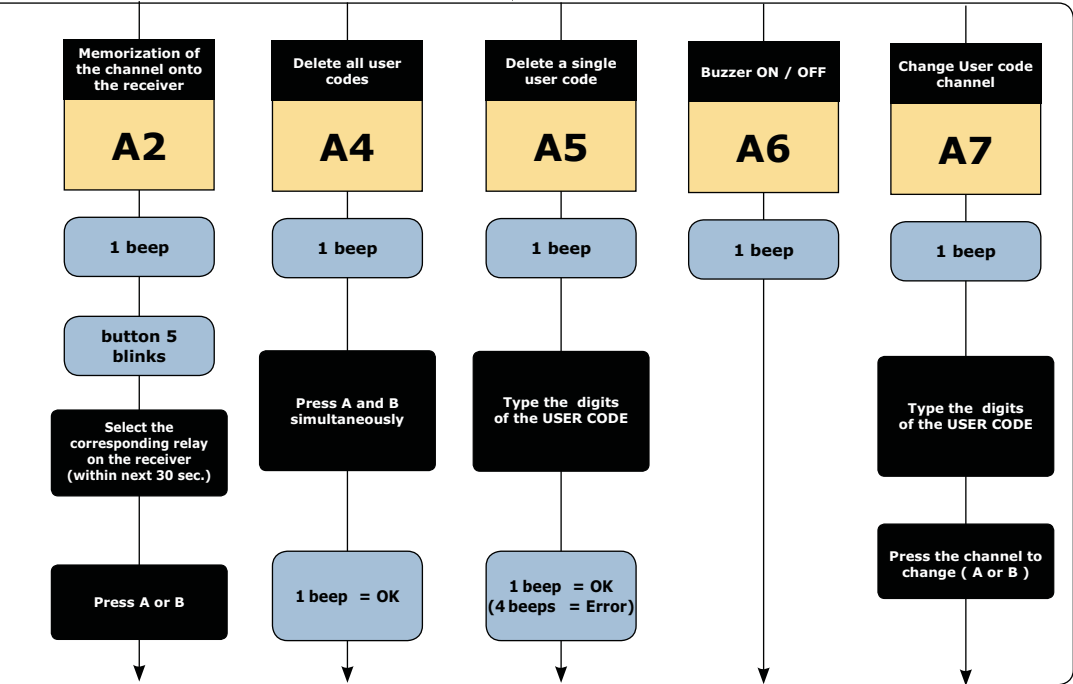 Memorization of
the channel onto
the receiver
A2
1 beep
button 5
blinks
Select the
corresponding relay
on the receiver
(within next 30 sec.)
Press A or B
Delete all user
codes
A4
1 beep
Press A and B
simultaneously
1 beep = OK
Delete a single
user code
A5
1 beep
Type the digits
of the USER CODE
1 beep = OK
(4 beeps = Error)
Buzzer ON / OFF
A6
1 beep
Change User code
channel
A7
1 beep
Type the digits
of the USER CODE
Press the channel to
change ( A or B )